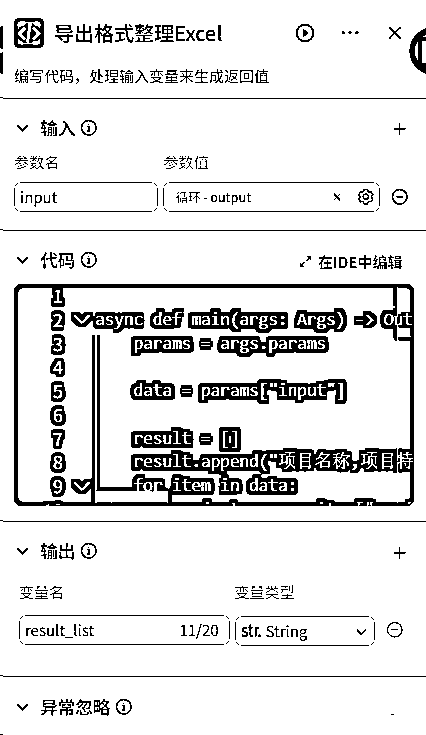 导出格式整理Excel
编写代码，处理输入变量来生成返回值
输入
参数名 参数值
input 循环 - output
代码 在IDE中编辑
1
2 async def main(args: Args) -> Out
3 params = args.params
4
5 data = params["input"]
6
7 result = []
8 result.append("项目名称,项目特
9 for item in data:
输出
变量名 变量类型
result_list 11/20 str. String
异常忽略